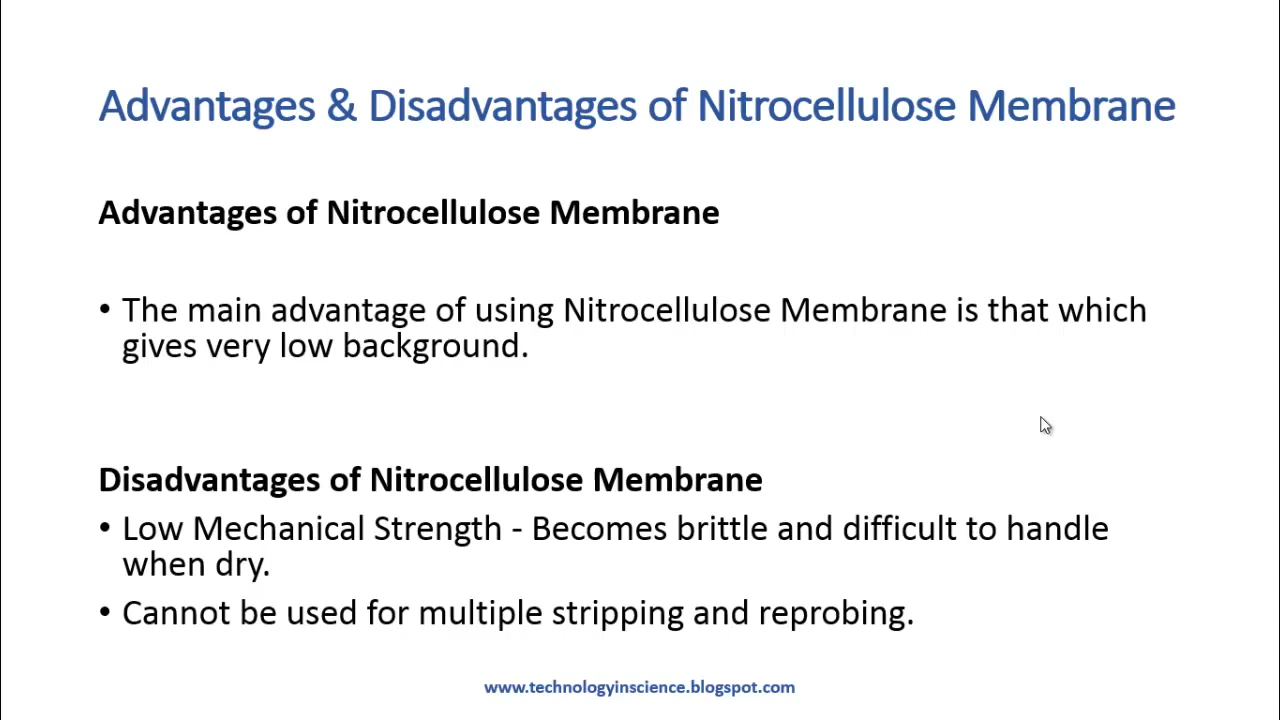 Advantages & Disadvantages of Nitrocellulose Membrane
Advantages of Nitrocellulose Membrane
• The main advantage of using Nitrocellulose Membrane is that which
gives very low background.
Disadvantages of Nitrocellulose Membrane
• Low Mechanical Strength - Becomes brittle and difficult to handle
when dry.
• Cannot be used for multiple stripping and reprobing.
www.technologyinscience.blogspot.com